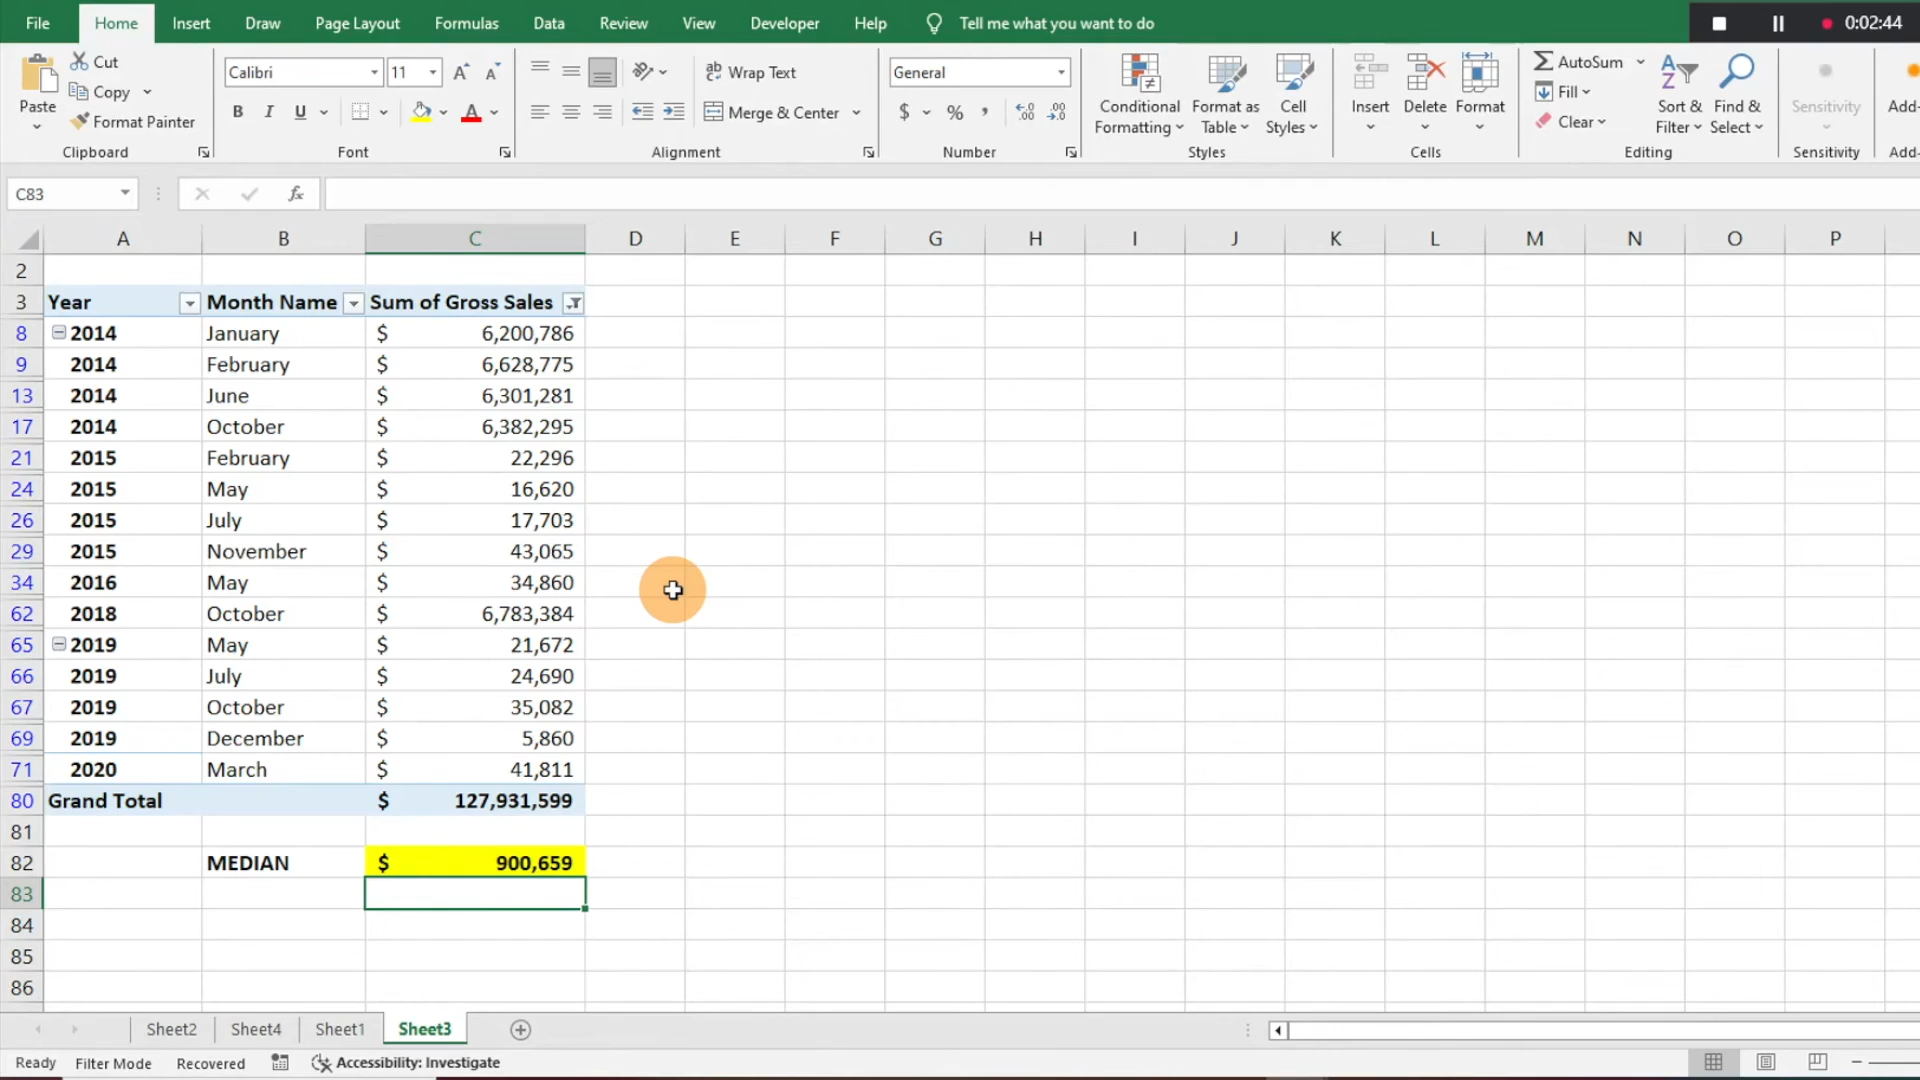 File Home Insert Draw Page Layout Formulas Data Review View Developer Help Tell me what you want to do 0:02:44
Paste Cut Copy Format Painter Clipboard
Calibri 11 B I U A Font
Wrap Text Merge & Center Alignment
General $ % , Number
Conditional Formatting Format as Table Cell Styles Styles
Insert Delete Format Cells
AutoSum Fill Clear Sort & Filter Find & Select Editing
Sensitivity Sensitivity
Add- Add-
C83 fx
A B C D E F G H I J K L M N O P
2
3 Year Month Name Sum of Gross Sales
8 2014 January $ 6,200,786
9 2014 February $ 6,628,775
13 2014 June $ 6,301,281
17 2014 October $ 6,382,295
21 2015 February $ 22,296
24 2015 May $ 16,620
26 2015 July $ 17,703
29 2015 November $ 43,065
34 2016 May $ 34,860
62 2018 October $ 6,783,384
65 2019 May $ 21,672
66 2019 July $ 24,690
67 2019 October $ 35,082
69 2019 December $ 5,860
71 2020 March $ 41,811
80 Grand Total $ 127,931,599
81
82 MEDIAN $ 900,659
83
84
85
86
Sheet2 Sheet4 Sheet1 Sheet3
Ready Filter Mode Recovered Accessibility: Investigate